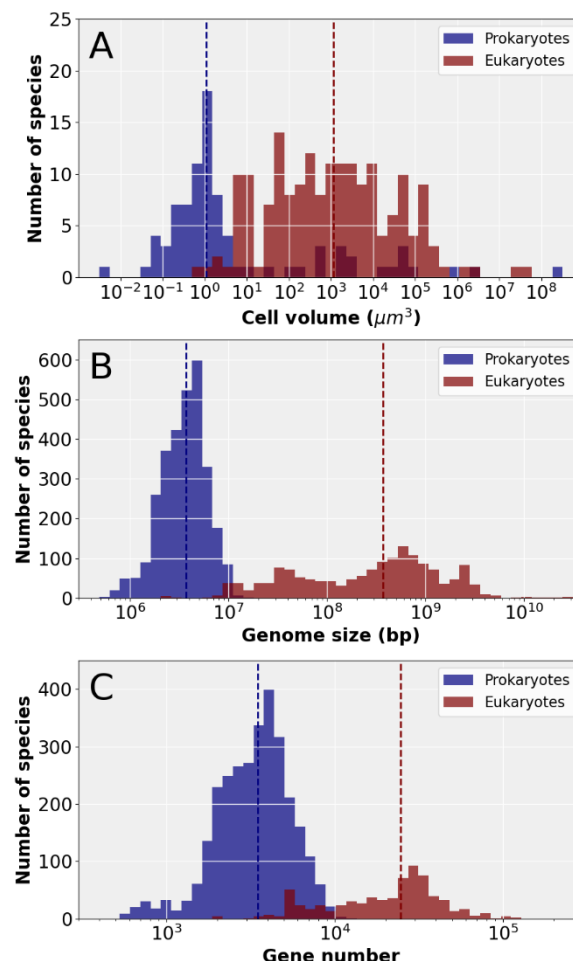 A
Number of species
25
20
15
10
5
0
Prokaryotes
Eukaryotes
10⁻² 10⁻¹ 10⁰ 10¹ 10² 10³ 10⁴ 10⁵ 10⁶ 10⁷ 10⁸
Cell volume (μm³)
B
Number of species
600
500
400
300
200
100
0
Prokaryotes
Eukaryotes
10⁶ 10⁷ 10⁸ 10⁹ 10¹⁰
Genome size (bp)
C
Number of species
400
300
200
100
0
Prokaryotes
Eukaryotes
10³ 10⁴ 10⁵
Gene number